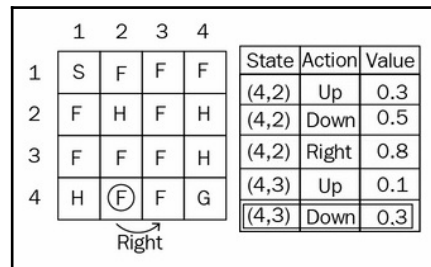 1 2 3 4
1 S F F F
2 F H F H
3 F F F H
4 H F F G
Right
State Action Value
(4,2) Up 0.3
(4,2) Down 0.5
(4,2) Right 0.8
(4,3) Up 0.1
(4,3) Down 0.3